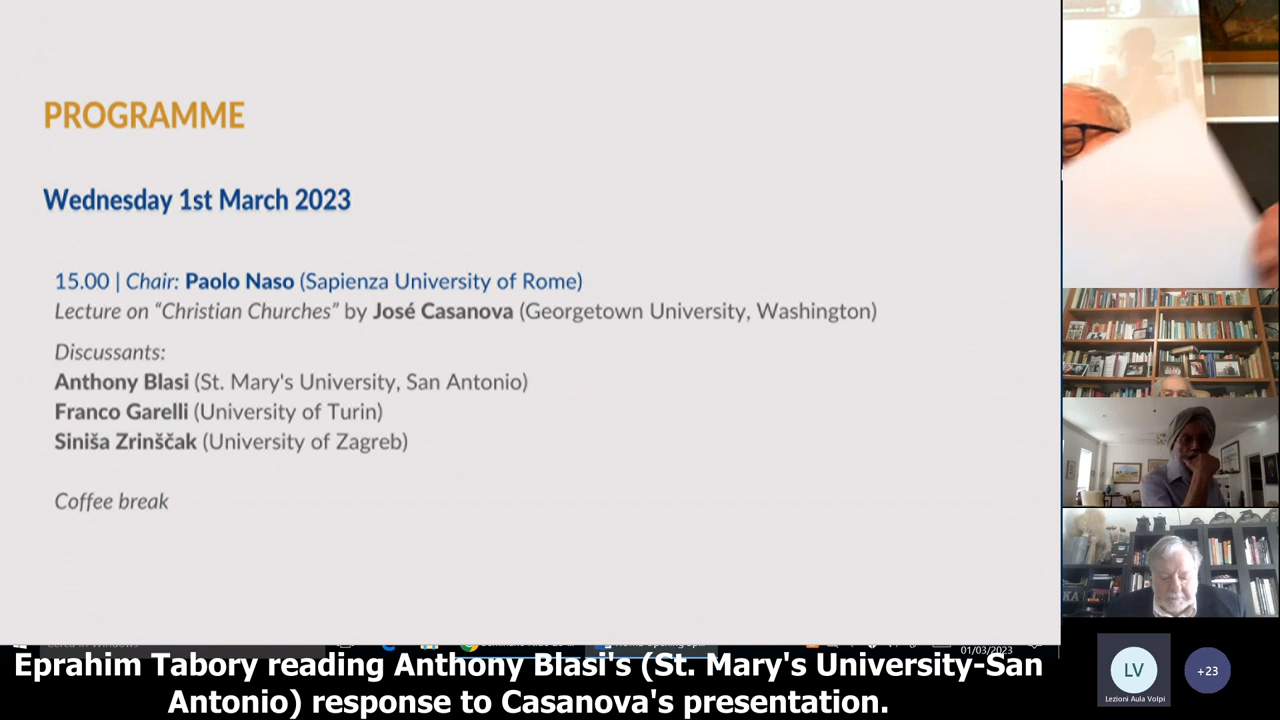 PROGRAMME
Wednesday 1st March 2023
15.00 | Chair: Paolo Naso (Sapienza University of Rome)
Lecture on “Christian Churches” by José Casanova (Georgetown University, Washington)
Discussants:
Anthony Blasi (St. Mary's University, San Antonio)
Franco Garelli (University of Turin)
Siniša Zrinščak (University of Zagreb)
Coffee break
01/03/2023
Eprahim Tabory reading Anthony Blasi's (St. Mary's University-San
Antonio) response to Casanova's presentation.
LV
Lezioni Aula Volpi
+23